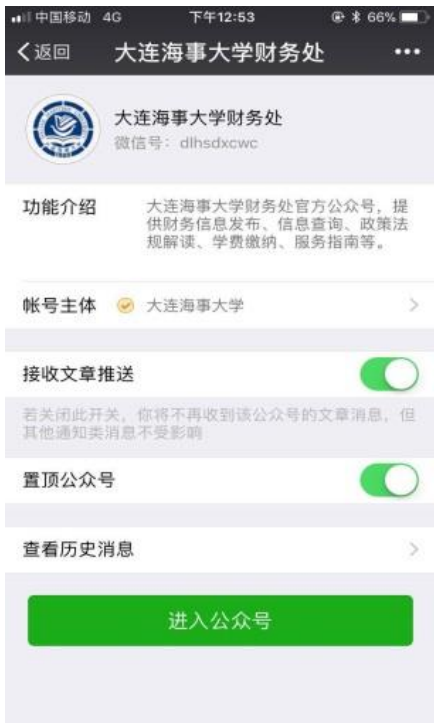 中国移动 4G 下午12:53 66%
返回 大连海事大学财务处
大连海事大学财务处
微信号: dlhsdxcwc
功能介绍 大连海事大学财务处官方公众号，提
供财务信息发布、信息查询、政策法
规解读、学费缴纳、服务指南等。
帐号主体 大连海事大学
接收文章推送
若关闭此开关，你将不再收到该公众号的文章消息，但
其他通知类消息不受影响
置顶公众号
查看历史消息
进入公众号